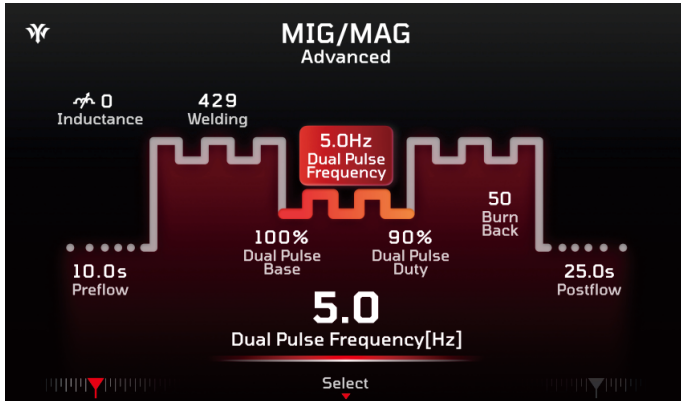 MIG/MAG
Advanced
0
Inductance
429
Welding
5.0Hz
Dual Pulse
Frequency
50
Burn
Back
100%
Dual Pulse
Base
90%
Dual Pulse
Duty
10.0s
Preflow
25.0s
Postflow
5.0
Dual Pulse Frequency[Hz]
Select